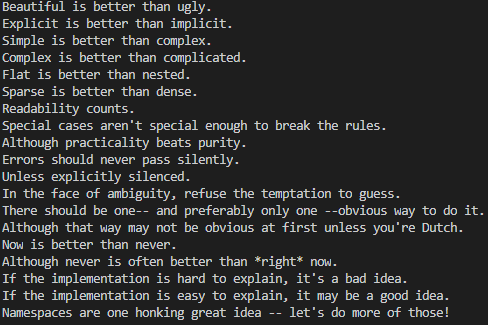 Beautiful is better than ugly.
Explicit is better than implicit.
Simple is better than complex.
Complex is better than complicated.
Flat is better than nested.
Sparse is better than dense.
Readability counts.
Special cases aren't special enough to break the rules.
Although practicality beats purity.
Errors should never pass silently.
Unless explicitly silenced.
In the face of ambiguity, refuse the temptation to guess.
There should be one-- and preferably only one --obvious way to do it.
Although that way may not be obvious at first unless you're Dutch.
Now is better than never.
Although never is often better than *right* now.
If the implementation is hard to explain, it's a bad idea.
If the implementation is easy to explain, it may be a good idea.
Namespaces are one honking great idea -- let's do more of those!